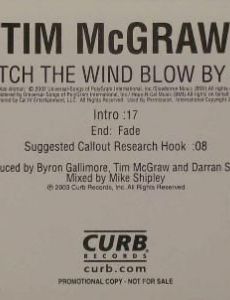 TIM McGRAW
TCH THE WIND BLOW BY
Intro :17
End: Fade
Suggested Callout Research Hook :08
uced by Byron Gallimore, Tim McGraw and Darran S
Mixed by Mike Shipley
℗ 2003 Curb Records, Inc. All Rights Reserved.
CURB
RECORDS
curb.com
PROMOTIONAL COPY - NOT FOR SALE